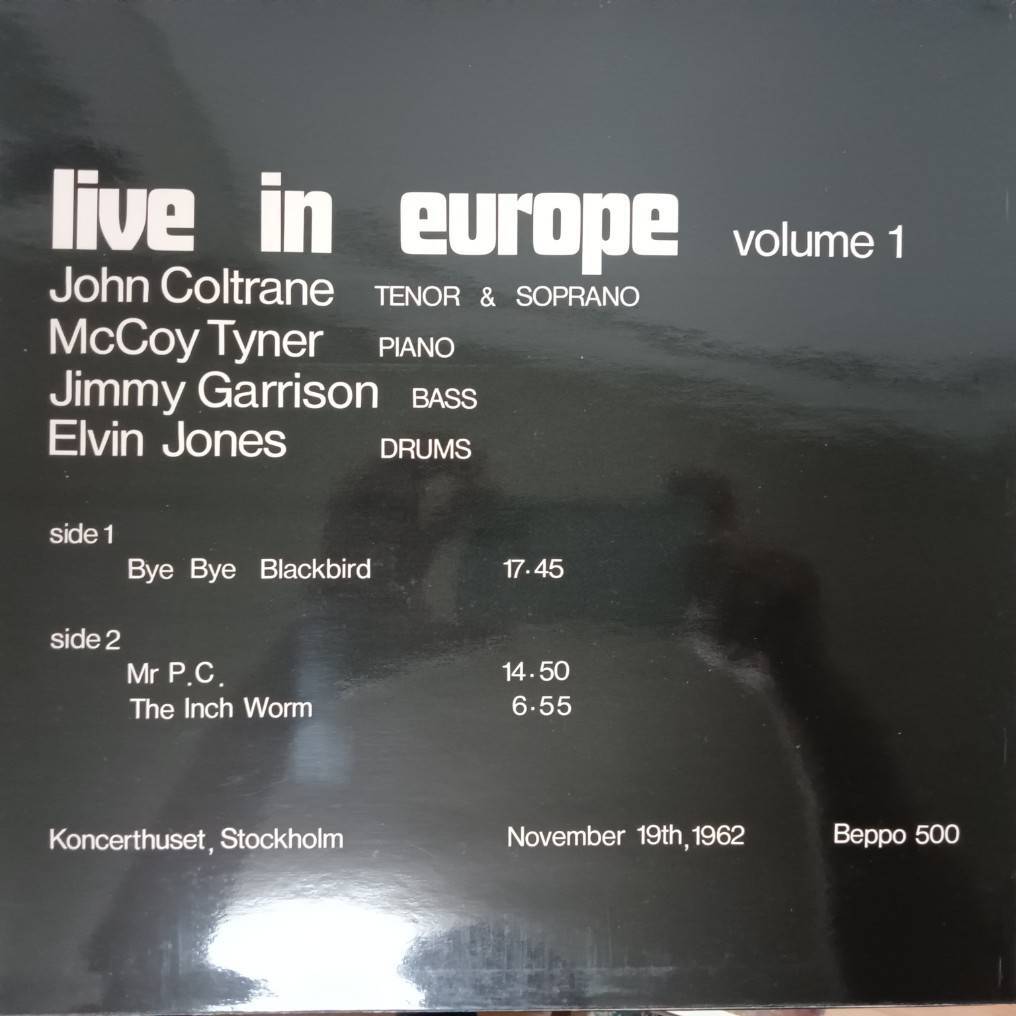 live in europe volume 1
John Coltrane TENOR & SOPRANO
McCoy Tyner PIANO
Jimmy Garrison BASS
Elvin Jones DRUMS
side 1
Bye Bye Blackbird 17·45
side 2
Mr P.C. 14·50
The Inch Worm 6·55
Koncerthuset, Stockholm November 19th, 1962 Beppo 500